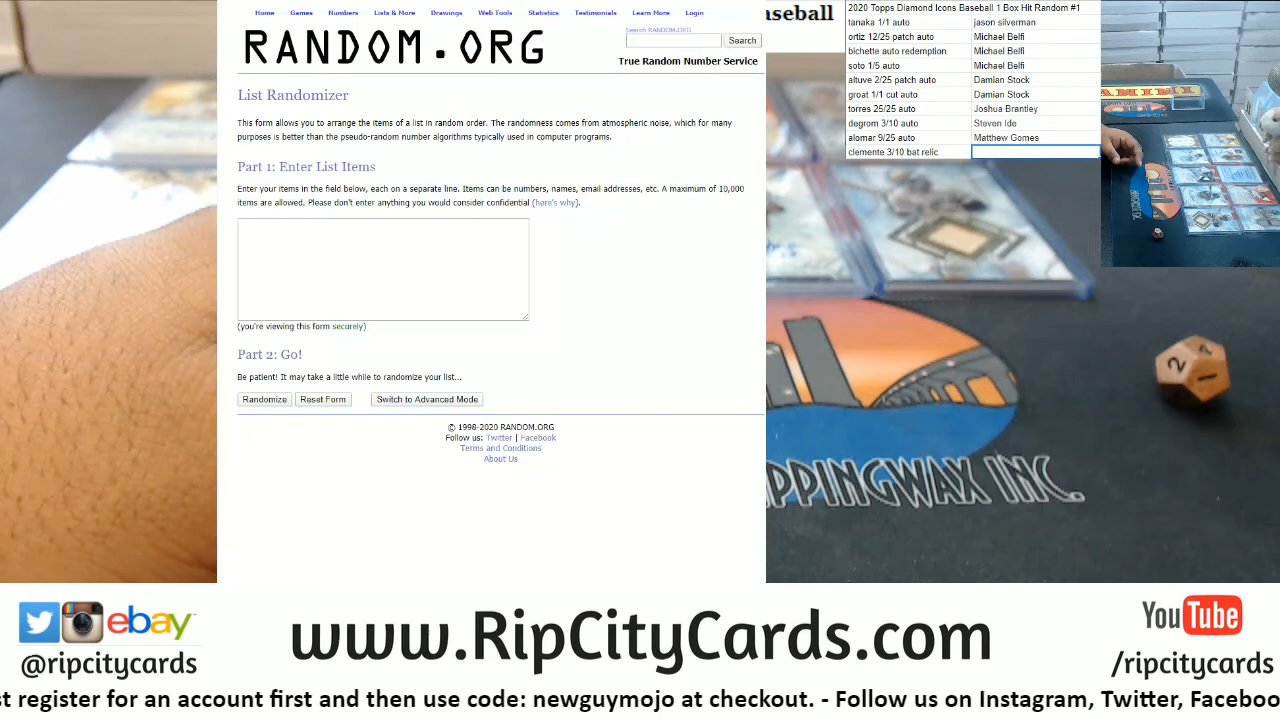 Home Games Numbers Lists & More Drawings Web Tools Statistics Testimonials Learn More Login
RANDOM.ORG
Search RANDOM.ORG
Search
True Random Number Service
List Randomizer
This form allows you to arrange the items of a list in random order. The randomness comes from atmospheric noise, which for many
purposes is better than the pseudo-random number algorithms typically used in computer programs.
Part 1: Enter List Items
Enter your items in the field below, each on a separate line. Items can be numbers, names, email addresses, etc. A maximum of 10,000
items are allowed. Please don't enter anything you would consider confidential (here's why).
(you're viewing this form securely)
Part 2: Go!
Be patient! It may take a little while to randomize your list...
Randomize Reset Form Switch to Advanced Mode
© 1998-2020 RANDOM.ORG
Follow us: Twitter | Facebook
Terms and Conditions
About Us
aseball
2020 Topps Diamond Icons Baseball 1 Box Hit Random #1
tanaka 1/1 auto jason silverman
ortiz 12/25 patch auto Michael Belfi
bichette auto redemption Michael Belfi
soto 1/5 auto Michael Belfi
altuve 2/25 patch auto Damian Stock
groat 1/1 cut auto Damian Stock
torres 25/25 auto Joshua Brantley
degrom 3/10 auto Steven Ide
alomar 9/25 auto Matthew Gomes
clemente 3/10 bat relic
PANINI
2 7 1
PPINGWAX INC.
ebay
@ripcitycards
www.RipCityCards.com
YouTube
/ripcitycards
st register for an account first and then use code: newguymojo at checkout. - Follow us on Instagram, Twitter, Faceboo